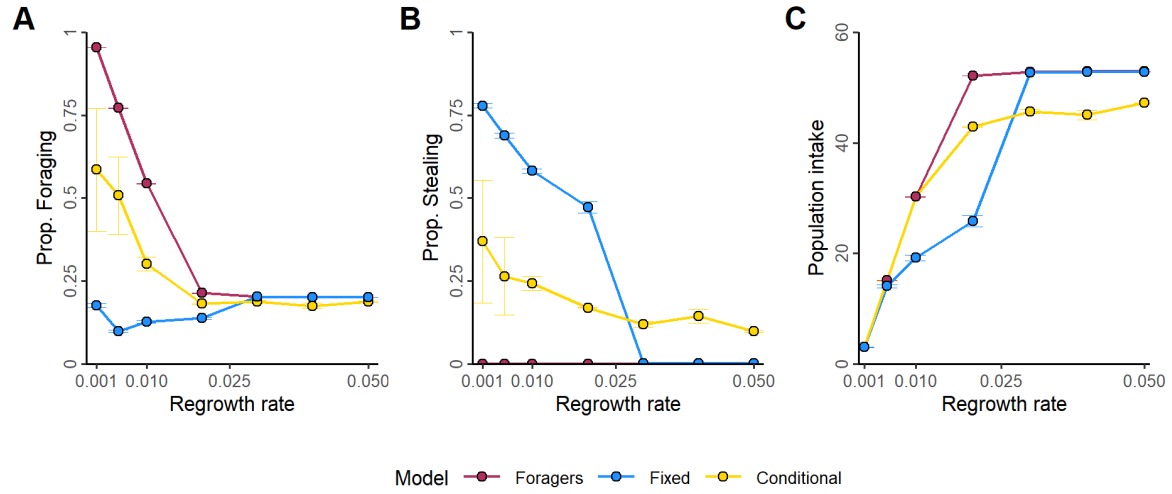 A
Prop. Foraging
1
0.75
0.5
0.25
0
0.001 0.010 0.025 0.050
Regrowth rate
B
Prop. Stealing
1
0.75
0.5
0.25
0
0.001 0.010 0.025 0.050
Regrowth rate
C
Population intake
60
40
20
0
0.001 0.010 0.025 0.050
Regrowth rate
Model Foragers Fixed Conditional